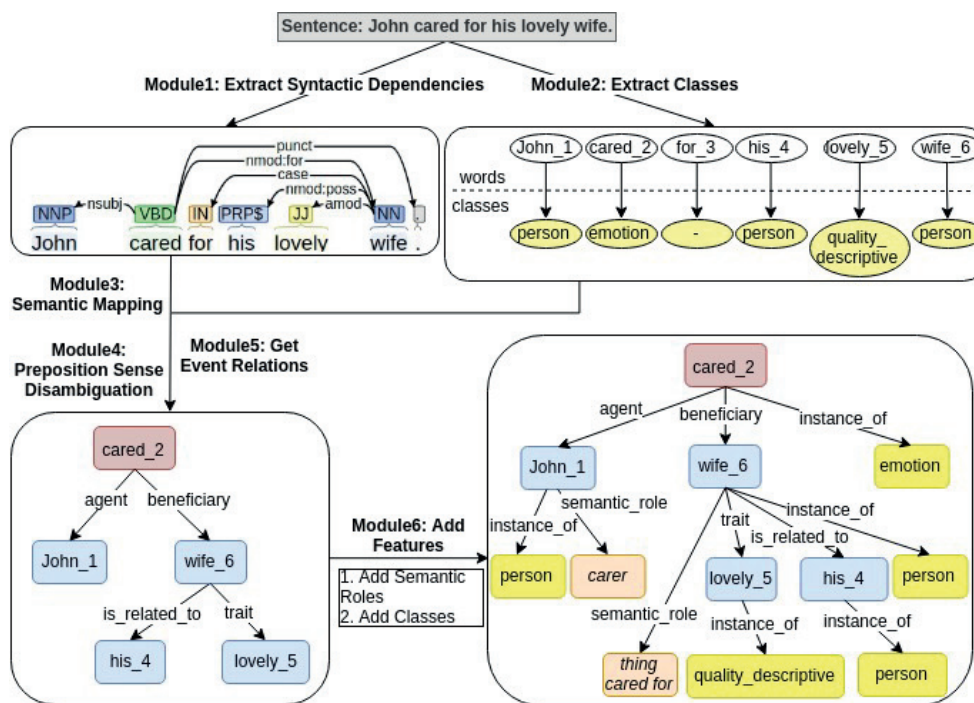 Sentence: John cared for his lovely wife.
Module1: Extract Syntactic Dependencies
Module2: Extract Classes
punct
nmod:for
case
nmod:poss
nsubj
amod
NNP VBD IN PRP$ JJ NN .
John cared for his lovely wife .
John_1 cared_2 for_3 his_4 lovely_5 wife_6
words
classes
person emotion - person quality_ person
descriptive
Module3:
Semantic Mapping
Module4:
Preposition Sense
Disambiguation
Module5: Get
Event Relations
cared_2
agent beneficiary
John_1 wife_6
is_related_to trait
his_4 lovely_5
Module6: Add
Features
1. Add Semantic
Roles
2. Add Classes
cared_2
agent beneficiary instance_of
John_1 wife_6 emotion
instance_of semantic_role
person carer
trait instance_of
is_related_to
lovely_5 his_4 person
semantic_role instance_of instance_of
thing
cared for
quality_descriptive person